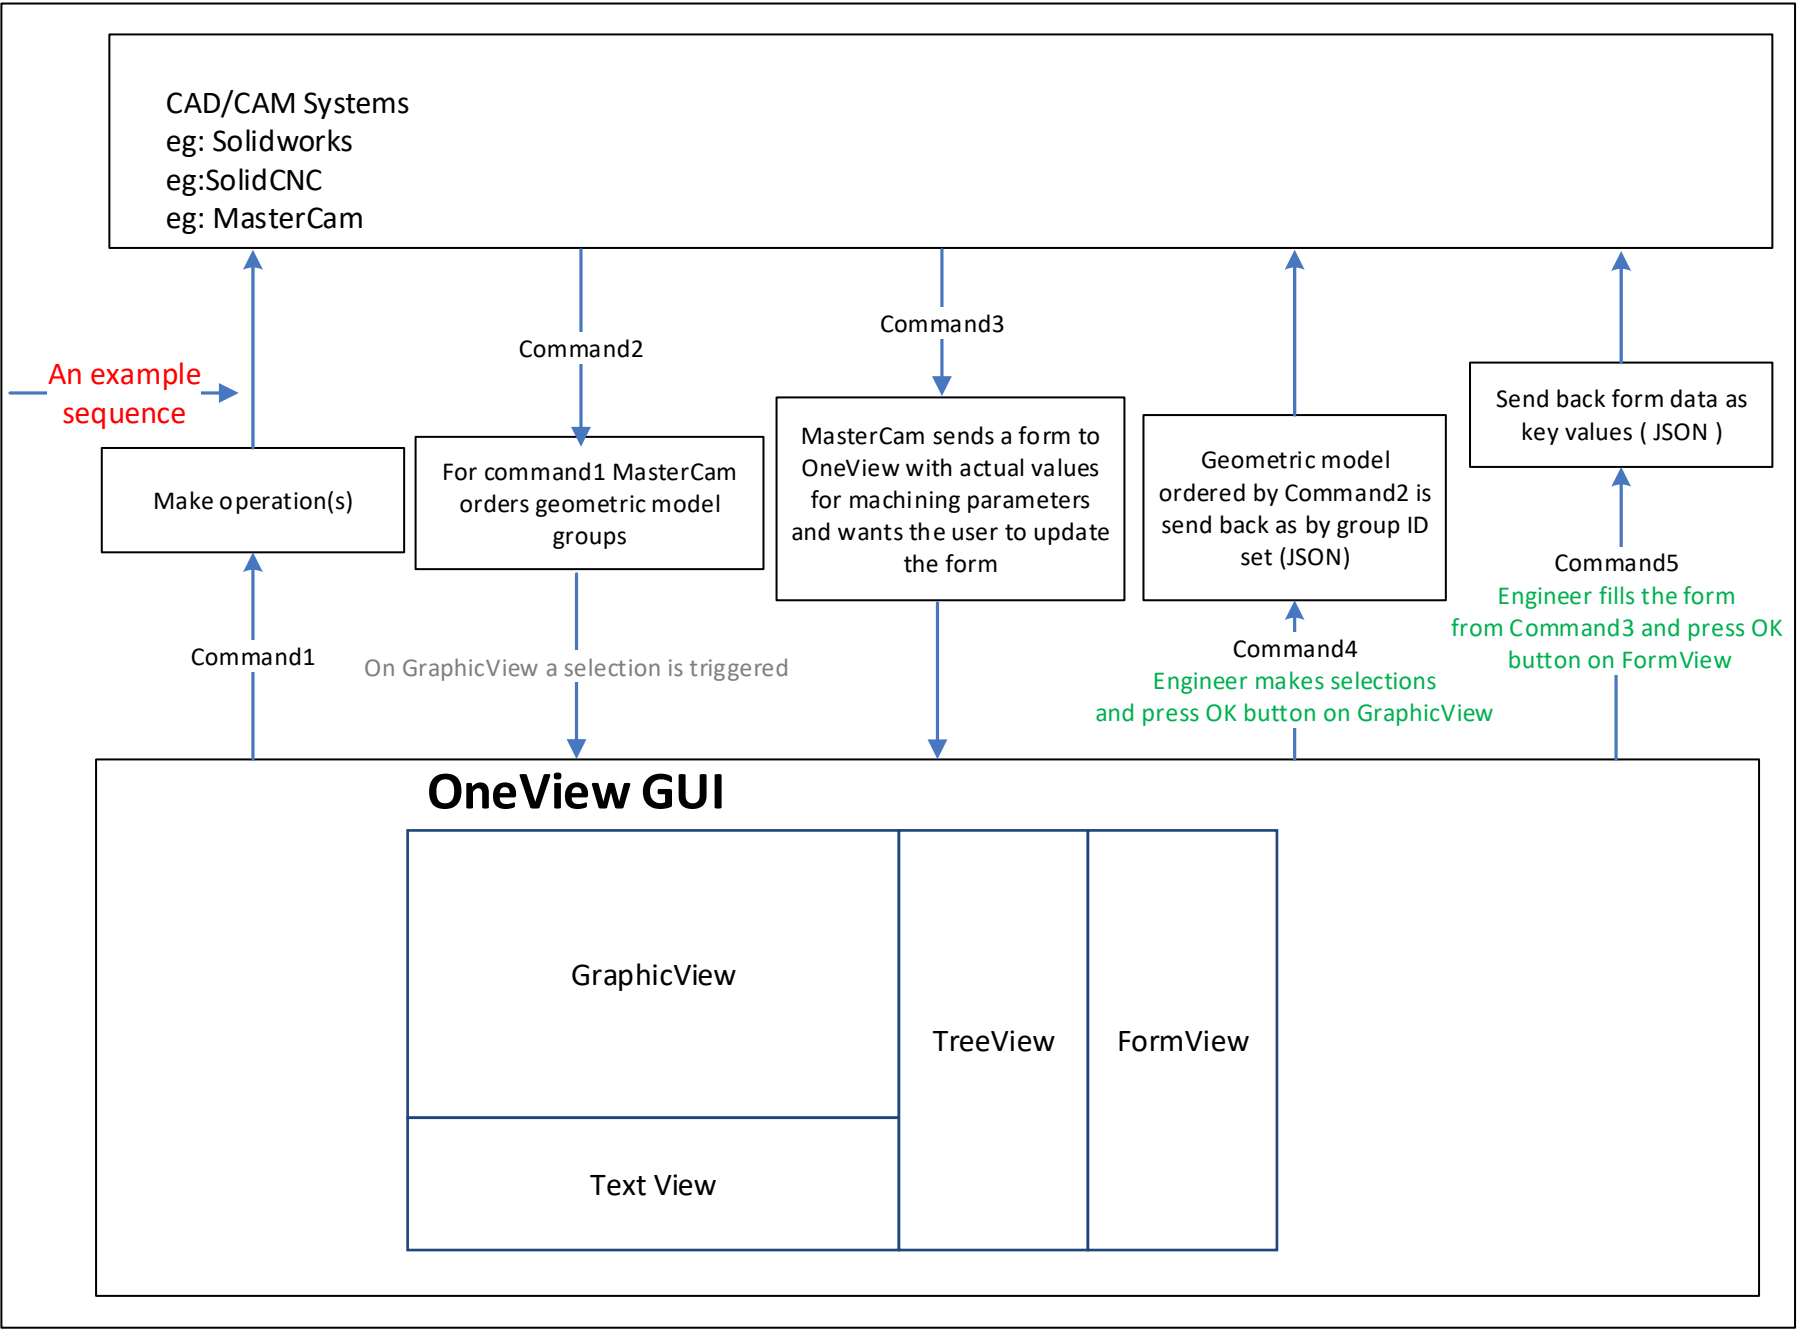 CAD/CAM Systems
eg: Solidworks
eg:SolidCNC
eg: MasterCam
An example
sequence
Make operation(s)
Command1
Command2
For command1 MasterCam
orders geometric model
groups
On GraphicView a selection is triggered
Command3
MasterCam sends a form to
OneView with actual values
for machining parameters
and wants the user to update
the form
Geometric model
ordered by Command2 is
send back as by group ID
set (JSON)
Command4
Engineer makes selections
and press OK button on GraphicView
Send back form data as
key values ( JSON )
Command5
Engineer fills the form
from Command3 and press OK
button on FormView
OneView GUI
GraphicView
Text View
TreeView
FormView